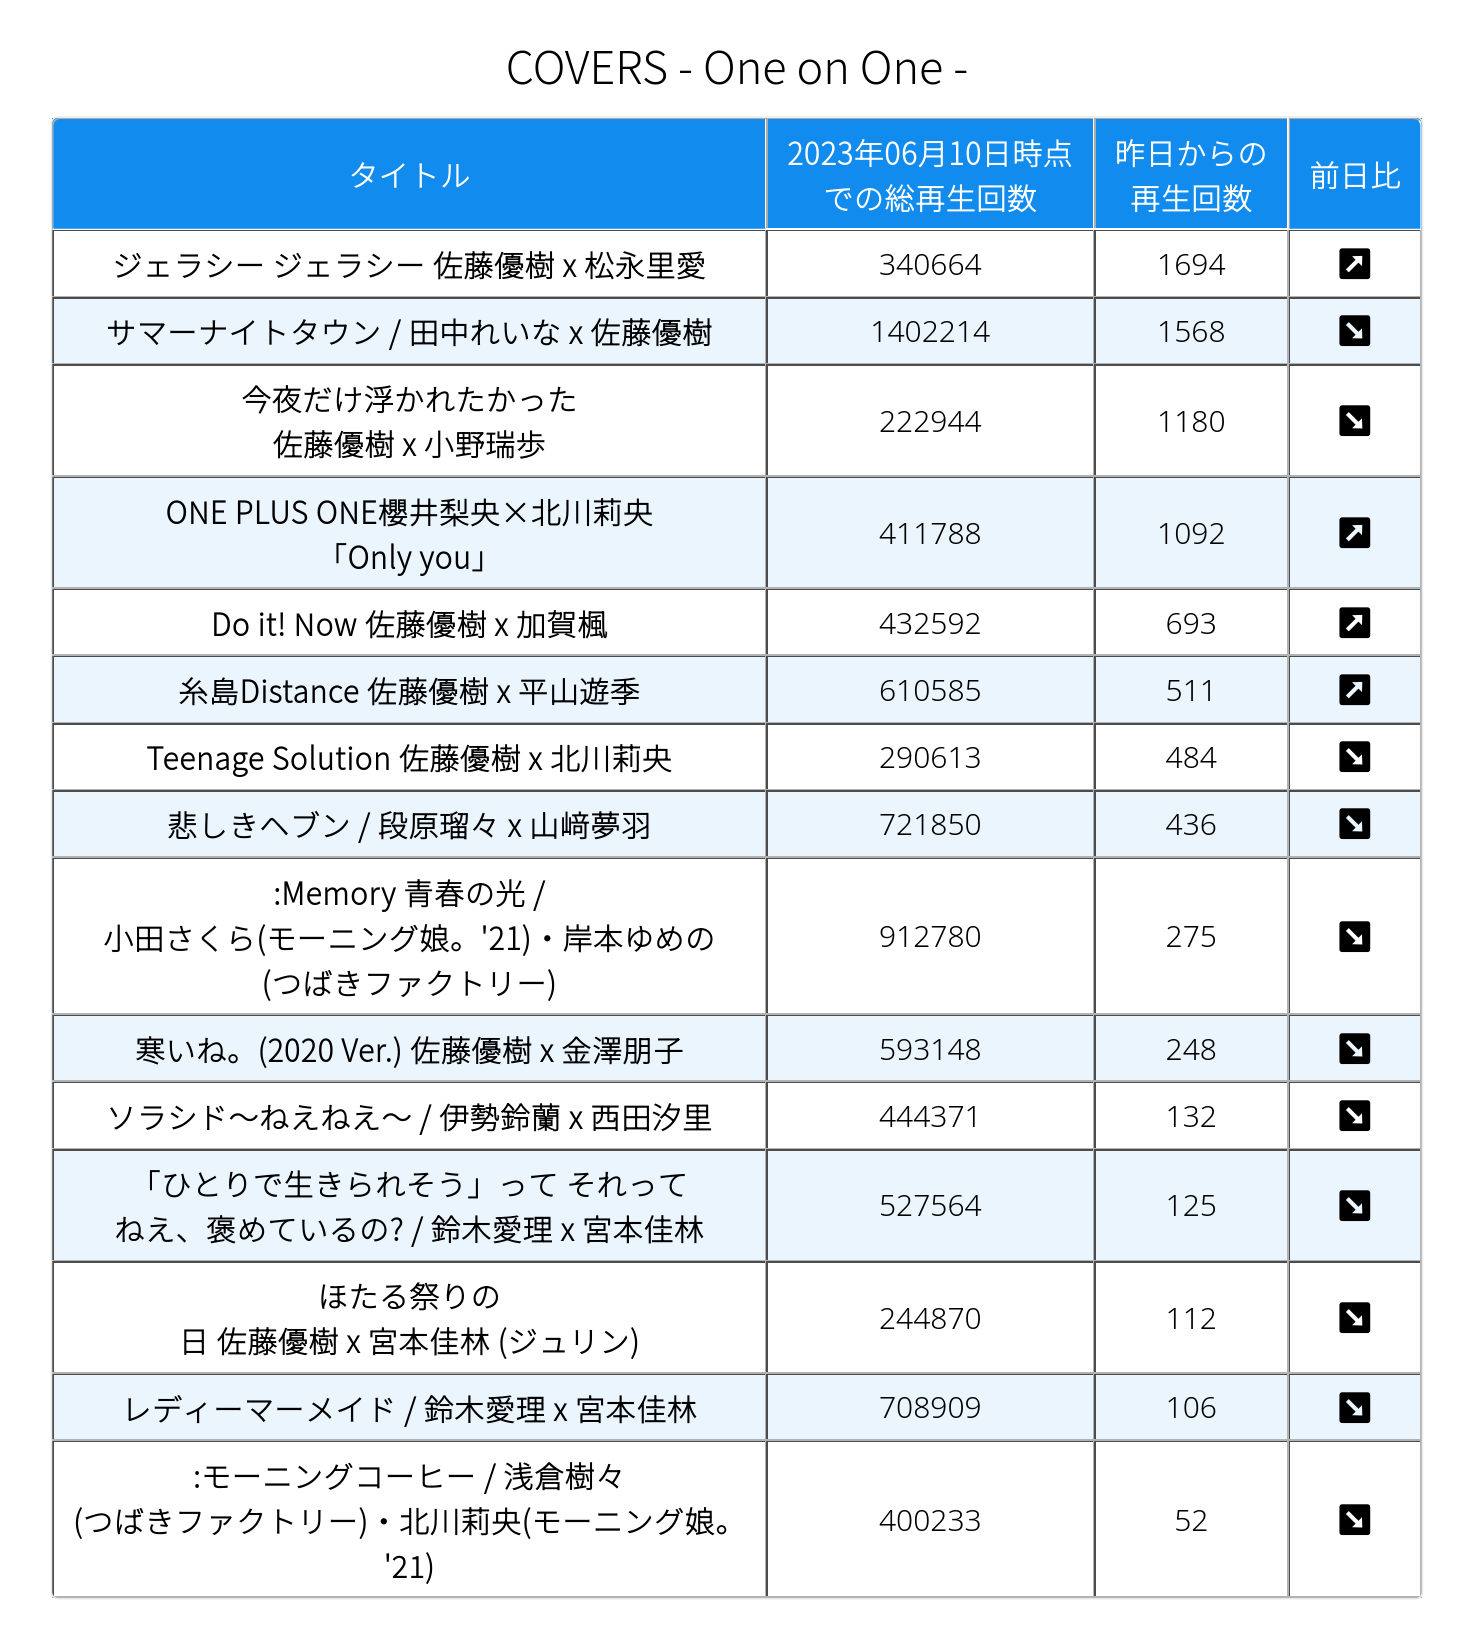 COVERS - One on One -
タイトル
2023年06月10日時点
での総再生回数
昨日からの
再生回数
前日比
ジェラシー ジェラシー 佐藤優樹 x 松永里愛
340664
1694
サマーナイトタウン / 田中れいな x 佐藤優樹
1402214
1568
今夜だけ浮かれたかった
佐藤優樹 x 小野瑞歩
222944
1180
ONE PLUS ONE櫻井梨央×北川莉央
「Only you」
411788
1092
Do it! Now 佐藤優樹 x 加賀楓
432592
693
糸島Distance 佐藤優樹 x 平山遊季
610585
511
Teenage Solution 佐藤優樹 x 北川莉央
290613
484
悲しきヘブン / 段原瑠々 x 山﨑夢羽
721850
436
:Memory 青春の光 /
小田さくら(モーニング娘。'21)・岸本ゆめの
(つばきファクトリー)
912780
275
寒いね。(2020 Ver.) 佐藤優樹 x 金澤朋子
593148
248
ソラシド〜ねえねえ〜 / 伊勢鈴蘭 x 西田汐里
444371
132
「ひとりで生きられそう」って それって
ねえ、褒めているの? / 鈴木愛理 x 宮本佳林
527564
125
ほたる祭りの
日 佐藤優樹 x 宮本佳林 (ジュリン)
244870
112
レディーマーメイド / 鈴木愛理 x 宮本佳林
708909
106
:モーニングコーヒー / 浅倉樹々
(つばきファクトリー)・北川莉央(モーニング娘。
'21)
400233
52